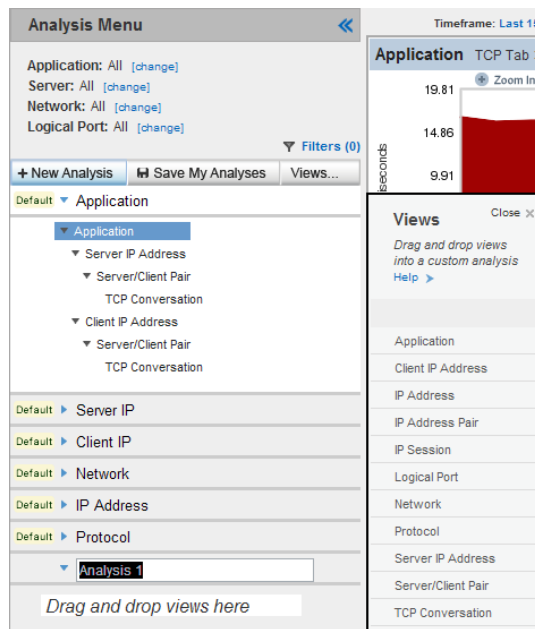 Analysis Menu
Application: All [change]
Server: All [change]
Network: All [change]
Logical Port: All [change]
Filters (0)
+ New Analysis
Save My Analyses
Views...
Default Application
Application
Server IP Address
Server/Client Pair
TCP Conversation
Client IP Address
Server/Client Pair
TCP Conversation
Default Server IP
Default Client IP
Default Network
Default IP Address
Default Protocol
Analysis 1
Drag and drop views here
Timeframe: Last 15
Application TCP Tab
Zoom In
19.81
14.86
9.91
iseconds
Views
Close
Drag and drop views
into a custom analysis
Help
Application
Client IP Address
IP Address
IP Address Pair
IP Session
Logical Port
Network
Protocol
Server IP Address
Server/Client Pair
TCP Conversation